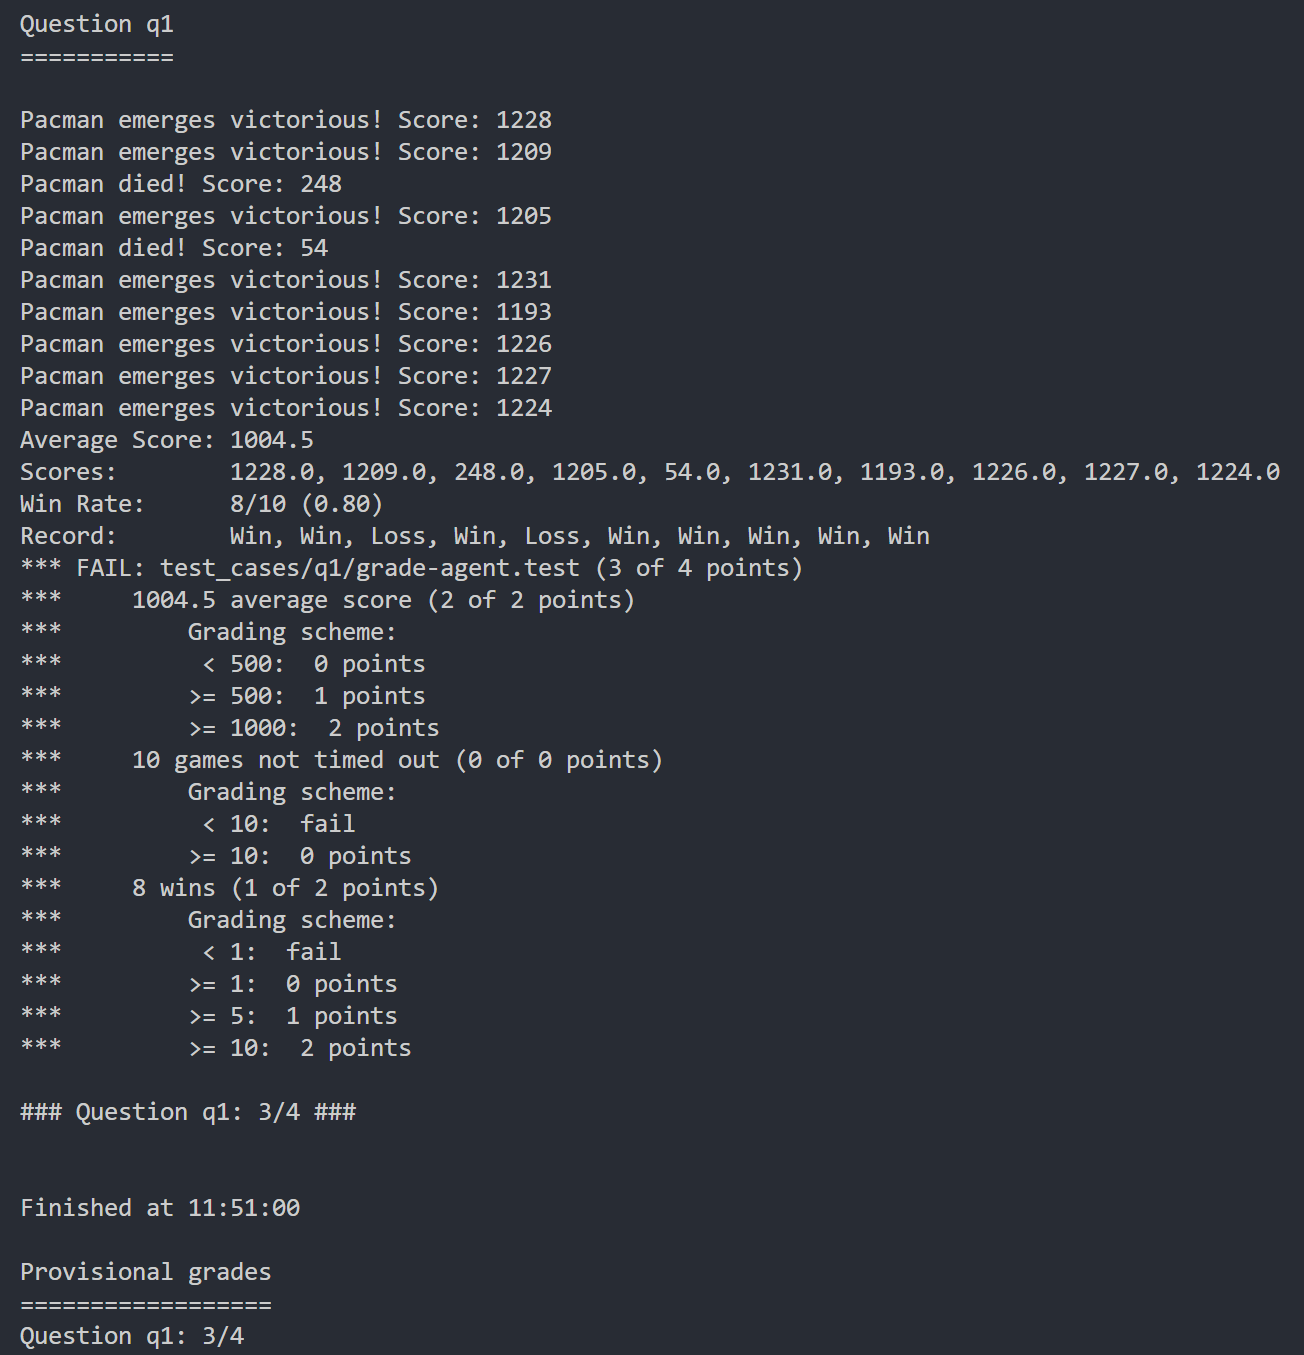 Question q1
===========
Pacman emerges victorious! Score: 1228
Pacman emerges victorious! Score: 1209
Pacman died! Score: 248
Pacman emerges victorious! Score: 1205
Pacman died! Score: 54
Pacman emerges victorious! Score: 1231
Pacman emerges victorious! Score: 1193
Pacman emerges victorious! Score: 1226
Pacman emerges victorious! Score: 1227
Pacman emerges victorious! Score: 1224
Average Score: 1004.5
Scores:        1228.0, 1209.0, 248.0, 1205.0, 54.0, 1231.0, 1193.0, 1226.0, 1227.0, 1224.0
Win Rate:      8/10 (0.80)
Record:        Win, Win, Loss, Win, Loss, Win, Win, Win, Win, Win
*** FAIL: test_cases/q1/grade-agent.test (3 of 4 points)
***     1004.5 average score (2 of 2 points)
***         Grading scheme:
***          < 500:  0 points
***         >= 500:  1 points
***         >= 1000:  2 points
***     10 games not timed out (0 of 0 points)
***         Grading scheme:
***          < 10:  fail
***         >= 10:  0 points
***     8 wins (1 of 2 points)
***         Grading scheme:
***          < 1:  fail
***         >= 1:  0 points
***         >= 5:  1 points
***         >= 10:  2 points
### Question q1: 3/4 ###
Finished at 11:51:00
Provisional grades
==================
Question q1: 3/4